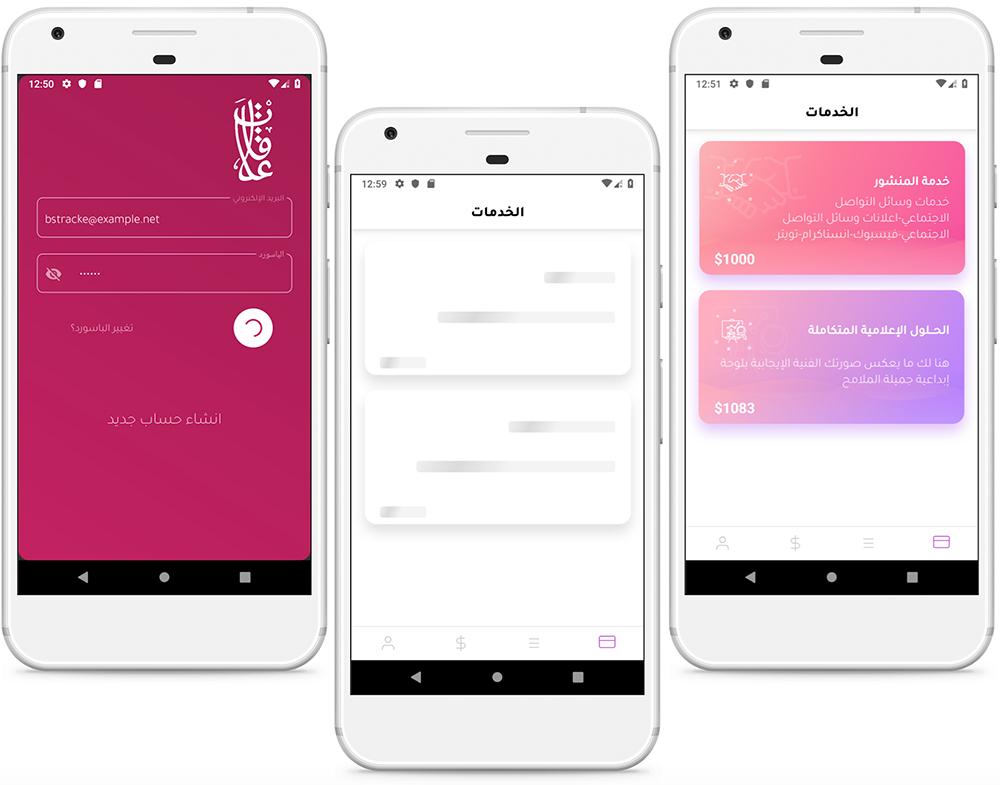 12:50
علاقات
البريد الإلكتروني
bstracke@example.net
الباسورد
······
تغيير الباسورد؟
انشاء حساب جديد
12:59
الخدمات
12:51
الخدمات
خدمة المنشور
خدمات وسائل التواصل
الاجتماعي-اعلانات وسائل التواصل
الاجتماعي-فيسبوك-انستاكرام-تويتر
$1000
الحـلول الإعلامية المتكاملة
هنا لك ما يعكس صورتك الفنية الإيجابية بلوحة
إبداعية جميلة الملامح
$1083